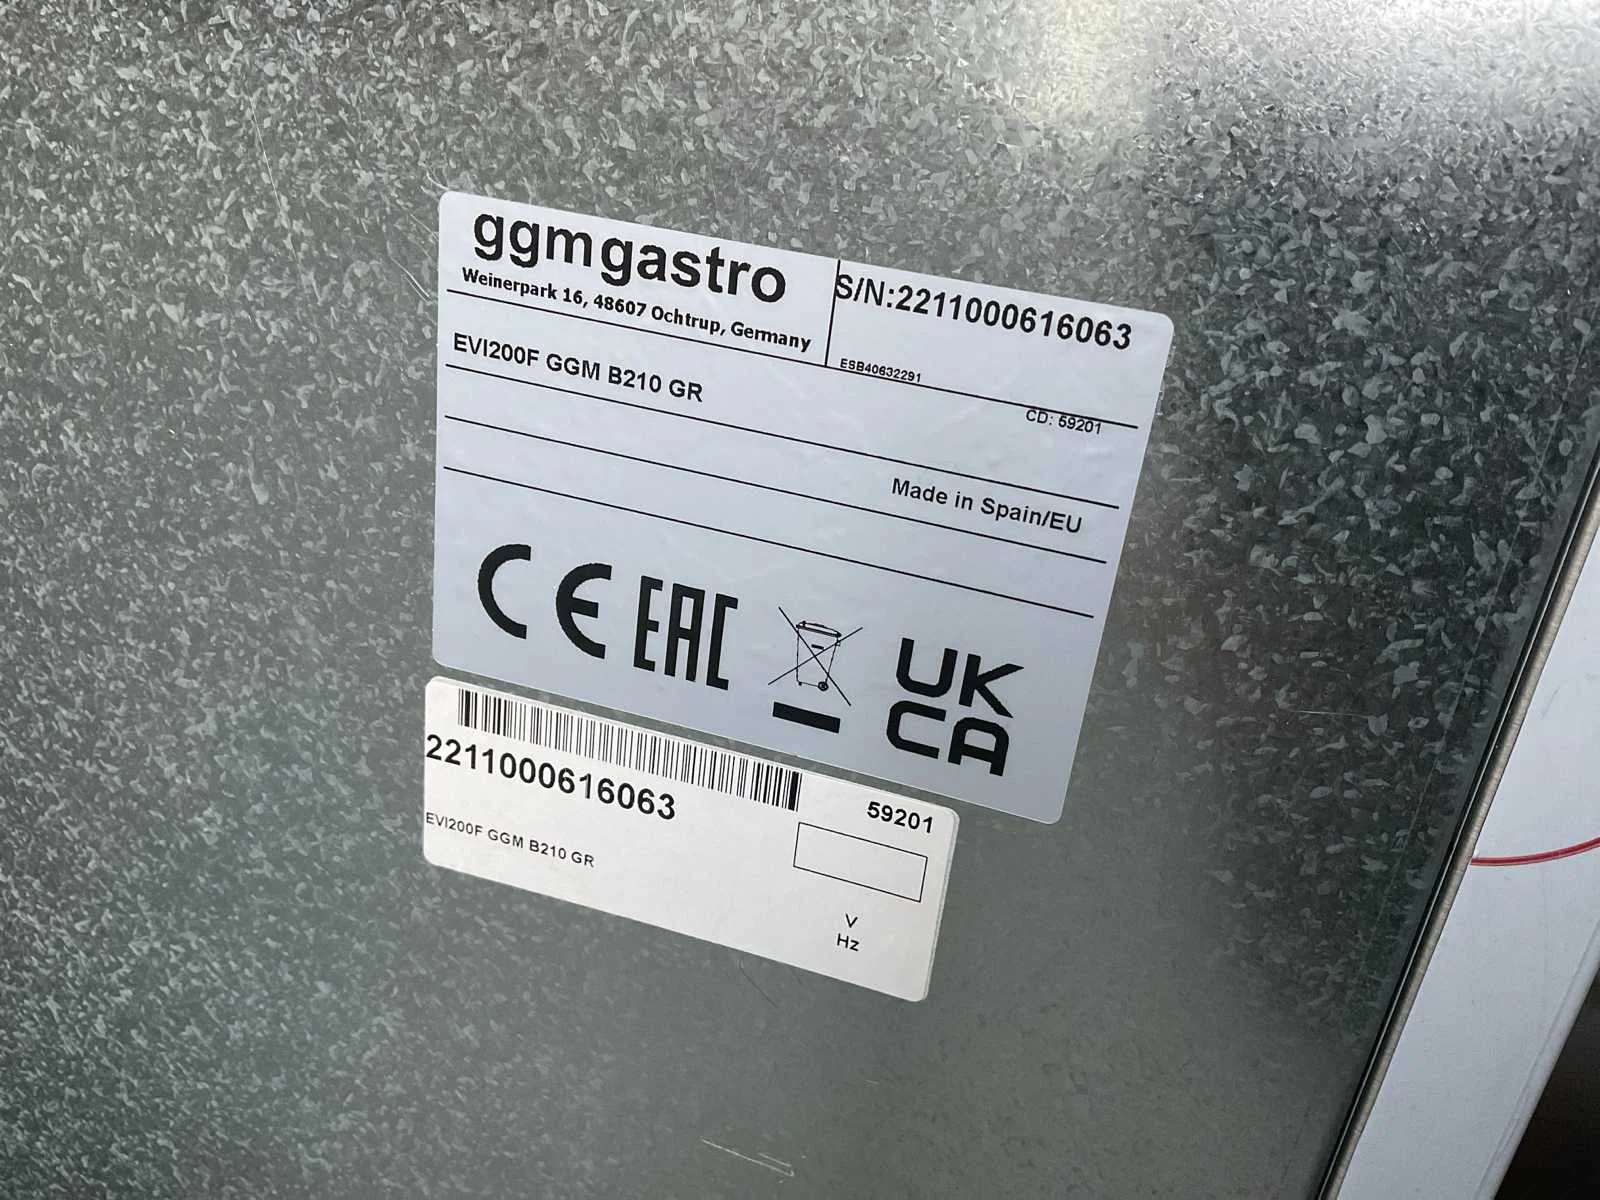 ggmgastro
Weinerpark 16, 48607 Ochtrup, Germany
S/N:2211000616063
ESB40632291
EVI200F GGM B210 GR
CD: 59201
Made in Spain/EU
CE EAC UK
CA
2211000616063
59201
EVI200F GGM B210 GR
V
Hz